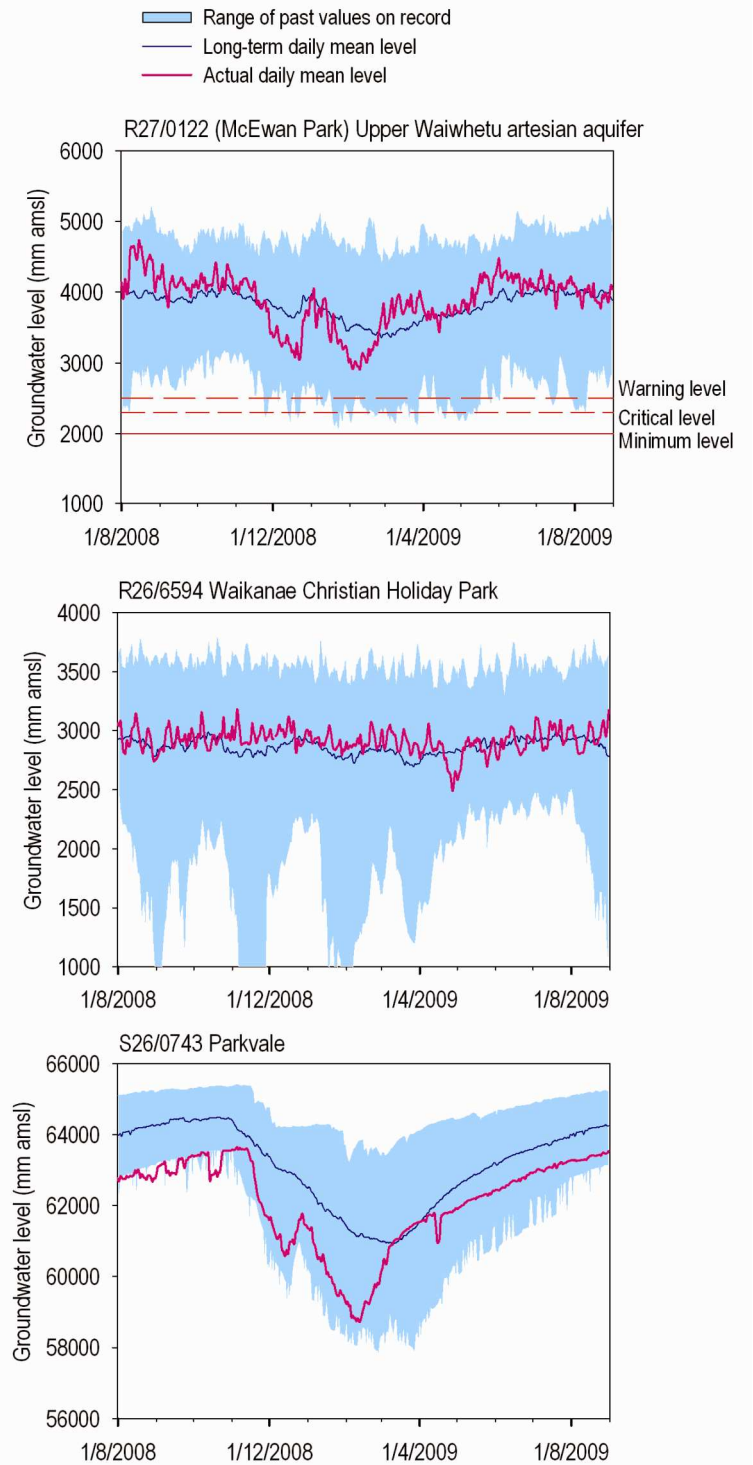 Range of past values on record
Long-term daily mean level
Actual daily mean level
R27/0122 (McEwan Park) Upper Waiwhetu artesian aquifer
Groundwater level (mm amsl)
6000
5000
4000
3000
2000
1000
Warning level
Critical level
Minimum level
1/8/2008 1/12/2008 1/4/2009 1/8/2009
R26/6594 Waikanae Christian Holiday Park
Groundwater level (mm amsl)
4000
3500
3000
2500
2000
1500
1000
1/8/2008 1/12/2008 1/4/2009 1/8/2009
S26/0743 Parkvale
Groundwater level (mm amsl)
66000
64000
62000
60000
58000
56000
1/8/2008 1/12/2008 1/4/2009 1/8/2009